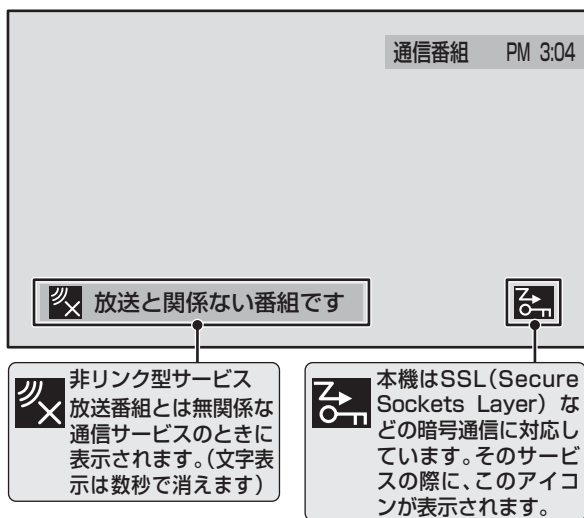 通信番組 PM 3:04
放送と関係ない番組です
非リンク型サービス
放送番組とは無関係な
通信サービスのときに
表示されます。(文字表
示は数秒で消えます)
本機はSSL(Secure
Sockets Layer) な
どの暗号通信に対応し
ています。そのサービ
スの際に、このアイコ
ンが表示されます。